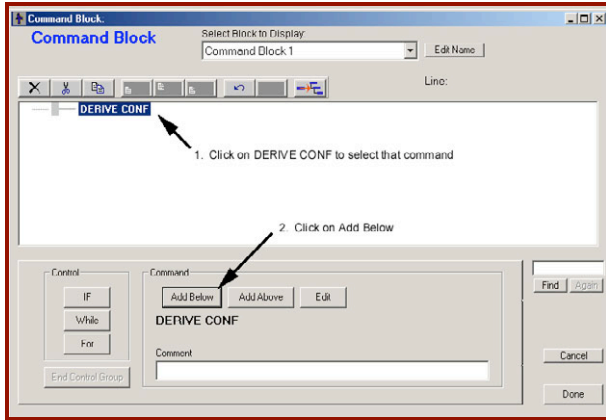 Command Block.
Command Block
Select Block to Display
Command Block 1
Edit Name
Line:
DERIVE CONF
1. Click on DERIVE CONF to select that command
2. Click on Add Below
Control
IF
While
For
End Control Group
Command
Add Below
Add Above
Edit
DERIVE CONF
Comment
Find
Again
Cancel
Done